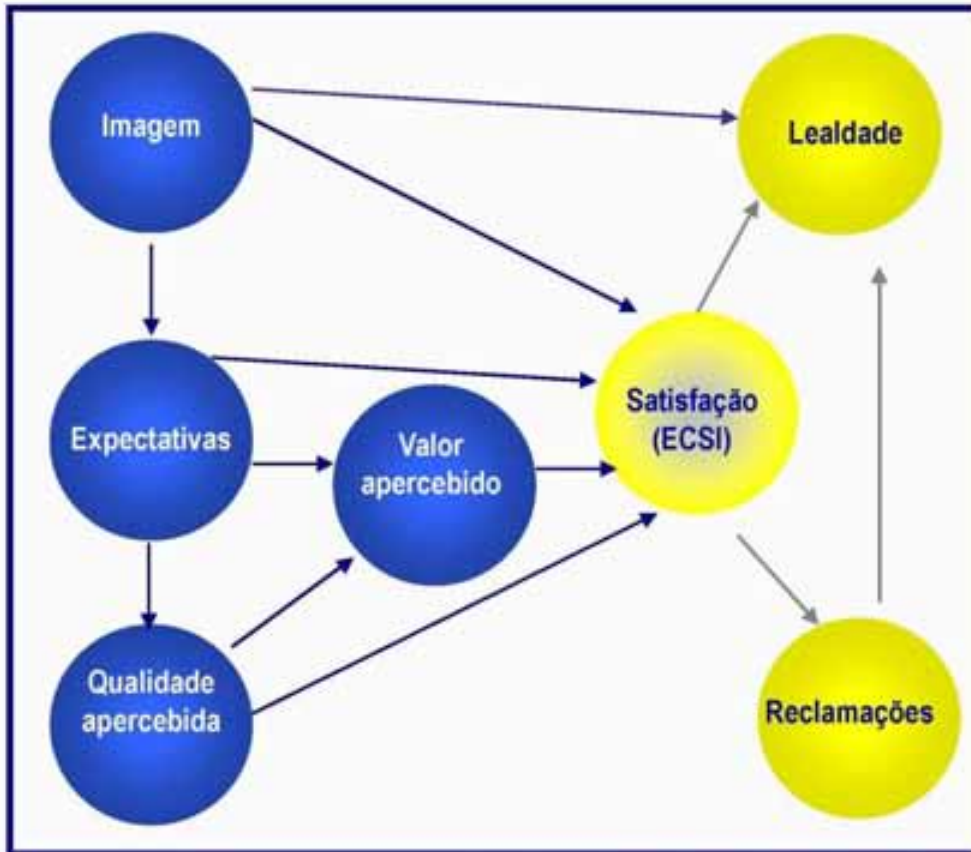 Imagem
Lealdade
Expectativas
Valor
apercebido
Satisfação
(ECSI)
Qualidade
apercebida
Reclamações